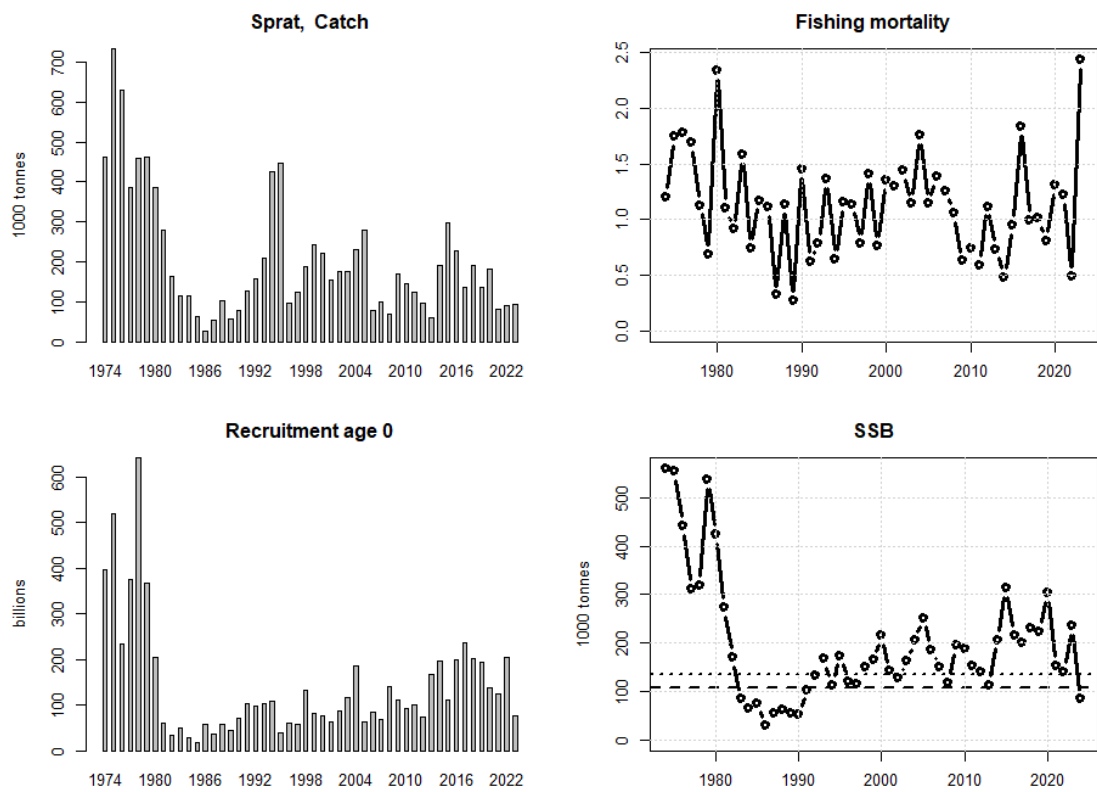 Sprat, Catch
1000 tonnes
0 100 200 300 400 500 600 700
1974 1980 1986 1992 1998 2004 2010 2016 2022
Fishing mortality
0.0 0.5 1.0 1.5 2.0 2.5
1980 1990 2000 2010 2020
Recruitment age 0
billions
0 100 200 300 400 500 600
1974 1980 1986 1992 1998 2004 2010 2016 2022
SSB
1000 tonnes
0 100 200 300 400 500
1980 1990 2000 2010 2020